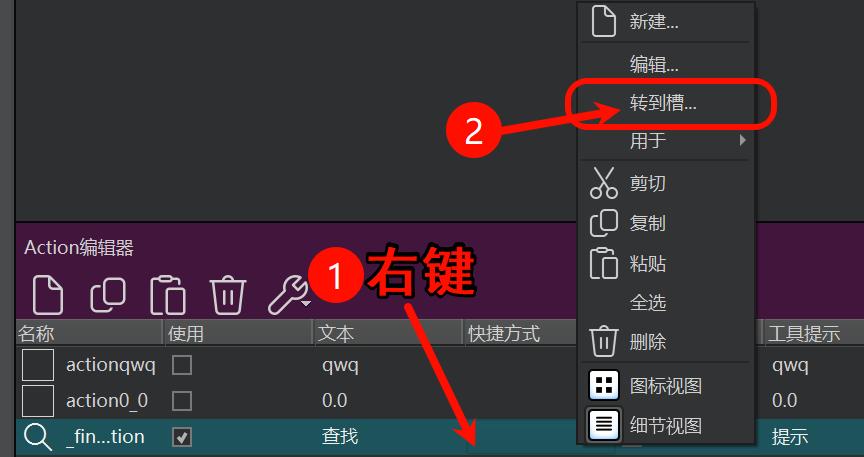 新建...
编辑...
转到槽...
2
用于
剪切
复制
粘贴
全选
删除
图标视图
细节视图
Action编辑器
1 右键
名称 使用 文本 快捷方式 工具提示
actionqwq qwq qwq
action0_0 0.0 0.0
_fin...tion 查找 提示